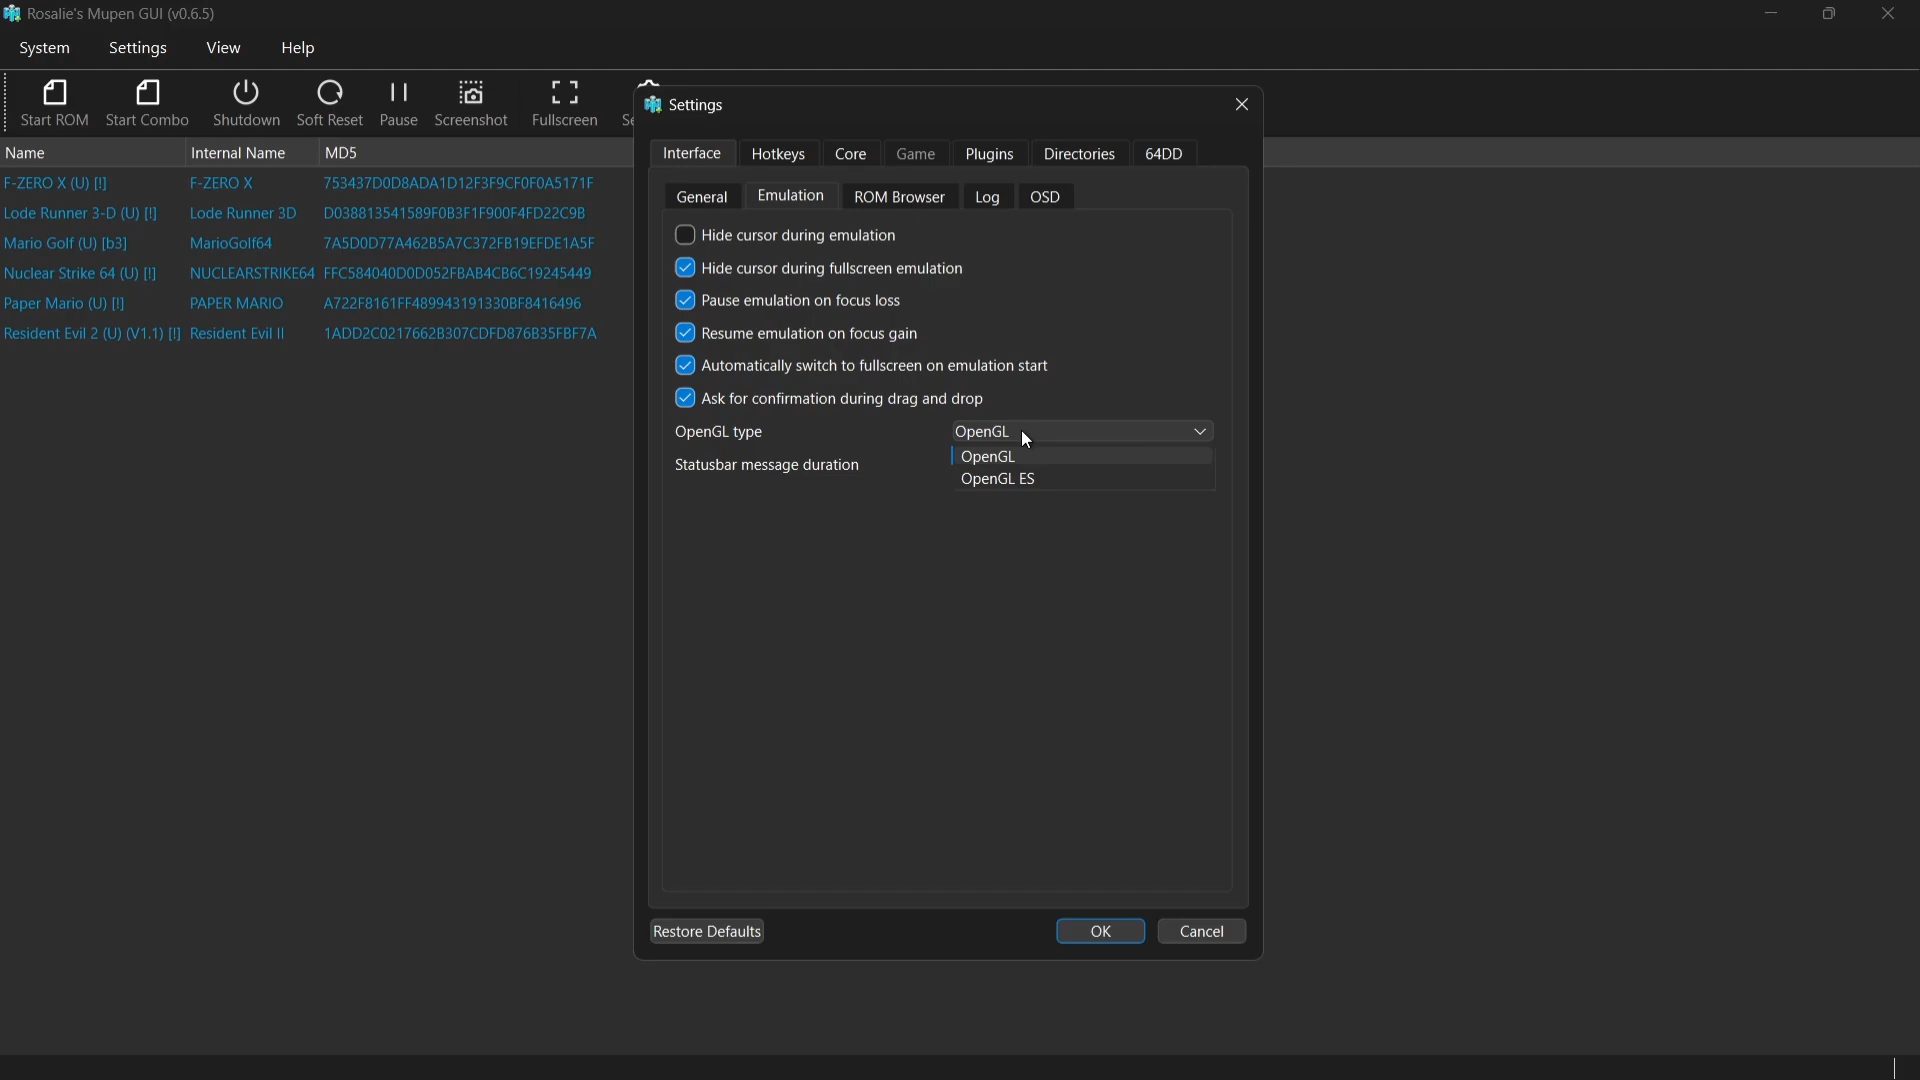 Rosalie's Mupen GUI (v0.6.5)
System Settings View Help
Start ROM Start Combo Shutdown Soft Reset Pause Screenshot Fullscreen Se
Name Internal Name MD5
F-ZERO X (U) [!] F-ZERO X 753437D0D8ADA1D12F3F9CF0F0A5171F
Lode Runner 3-D (U) [!] Lode Runner 3D D038813541589F0B3F1F900F4FD22C9B
Mario Golf (U) [b3] MarioGolf64 7A5D0D77A462B5A7C372FB19EFDE1A5F
Nuclear Strike 64 (U) [!] NUCLEARSTRIKE64 FFC584040D0D052FBAB4CB6C19245449
Paper Mario (U) [!] PAPER MARIO A722F8161FF489943191330BF8416496
Resident Evil 2 (U) (V1.1) [!] Resident Evil II 1ADD2C0217662B307CDFD876B35FBF7A
Settings
Interface Hotkeys Core Game Plugins Directories 64DD
General Emulation ROM Browser Log OSD
Hide cursor during emulation
Hide cursor during fullscreen emulation
Pause emulation on focus loss
Resume emulation on focus gain
Automatically switch to fullscreen on emulation start
Ask for confirmation during drag and drop
OpenGL type OpenGL
OpenGL
Statusbar message duration
OpenGL ES
Restore Defaults OK Cancel